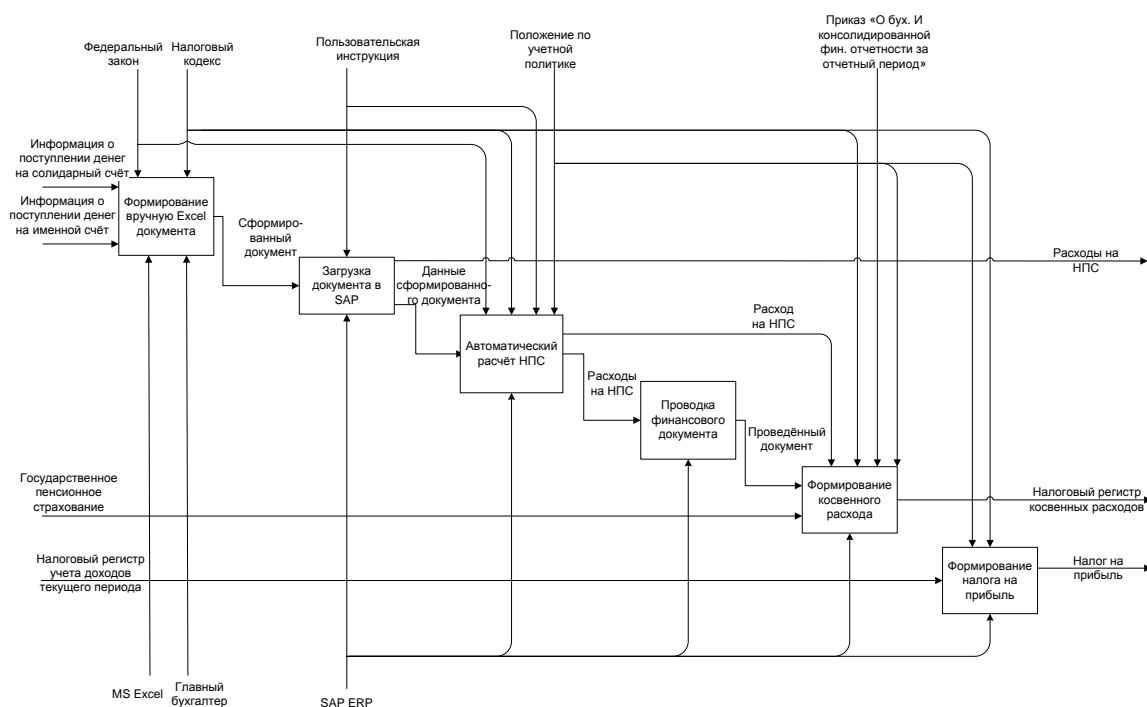 Приказ «О бух. И
консолидированной
фин. отчетности за
отчетный период»
Федеральный
закон
Налоговый
кодекс
Пользовательская
инструкция
Положение по
учетной
политике
Информация о
поступлении денег
на солидарный счёт
Информация о
поступлении денег
на именной счёт
Формирование
вручную Excel
документа
Сформиро-
ванный
документ
Загрузка
документа в
SAP
Данные
сформированно-
го документа
Расходы на
НПС
Автоматический
расчёт НПС
Расход
на НПС
Расходы
на НПС
Проводка
финансового
документа
Проведённый
документ
Государственное
пенсионное
страхование
Формирование
косвенного
расхода
Налоговый регистр
косвенных расходов
Налоговый регистр
учета доходов
текущего периода
Формирование
налога на
прибыль
Налог на
прибыль
MS Excel
Главный
бухгалтер
SAP ERP